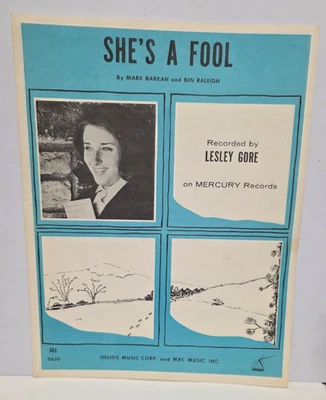 SHE'S A FOOL
By MARK BARKAN and BEN RALEIGH
Recorded by
LESLEY GORE
on MERCURY Records
HELIOS MUSIC CORP. and MRC MUSIC, INC.